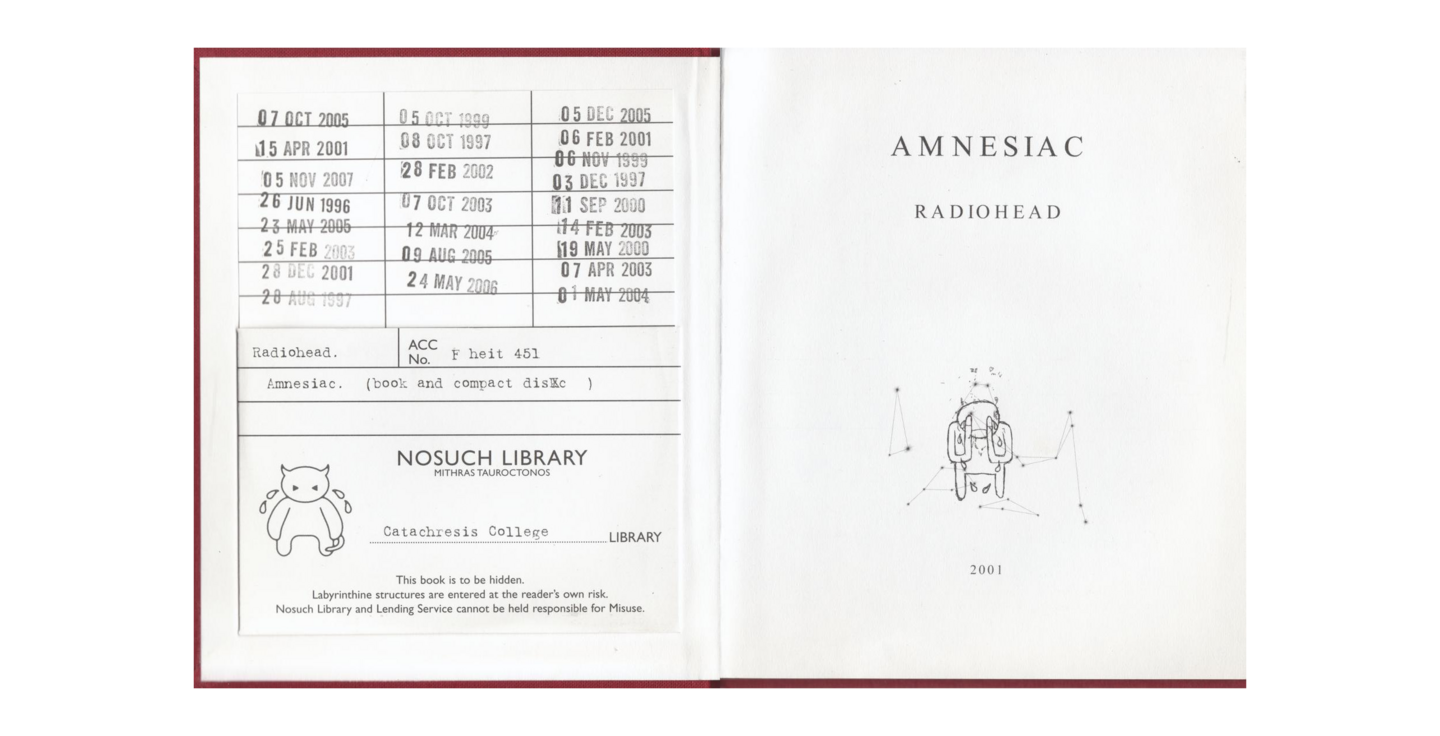 07 OCT 2005
15 APR 2001
05 NOV 2007
26 JUN 1996
23 MAY 2005
25 FEB 2003
28 DEC 2001
28 AUG 1997
05 OCT 1999
08 OCT 1997
28 FEB 2002
07 OCT 2003
12 MAR 2004
09 AUG 2005
24 MAY 2006
05 DEC 2005
06 FEB 2001
06 NOV 1999
03 DEC 1997
11 SEP 2000
14 FEB 2003
19 MAY 2000
07 APR 2003
01 MAY 2004
Radiohead.
ACC No. F heit 451
Amnesiac. (book and compact disc )
NOSUCH LIBRARY
MITHRAS TAUROCTONOS
Catachresis College LIBRARY
This book is to be hidden.
Labyrinthine structures are entered at the reader's own risk.
Nosuch Library and Lending Service cannot be held responsible for Misuse.
AMNESIAC
RADIOHEAD
2001